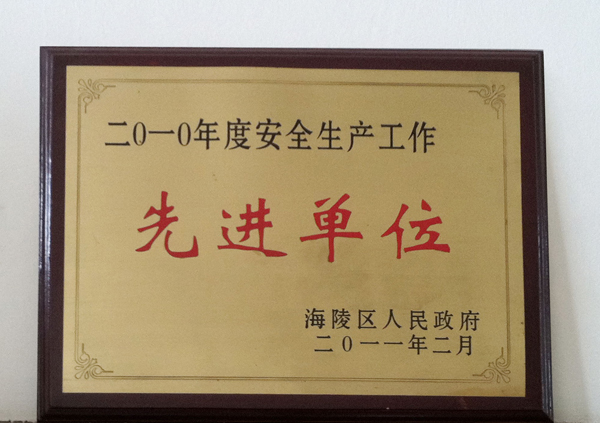 二0一0年度安全生产工作
先进单位
海陵区人民政府
二0一一年二月